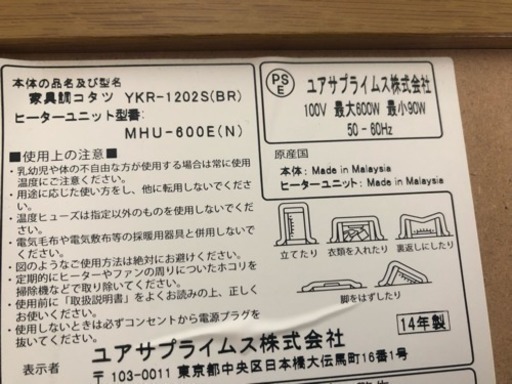 本体の品名及び型名
家具調コタツ YKR-1202S(BR)
ヒーターユニット型番:
MHU-600E(N)
■使用上の注意■
・乳幼児や体の不自由な方が使用する場合は常に使用
温度にご注意ください。
・用途に応じた使い方をし、他に転用しないでくださ
い。
・温度ヒューズは指定以外のものを使用しないでくだ
さい。
・電気毛布や電気敷布等の採暖用器具と併用しないで
ください。
・図のようなご使用方法は絶対にお避けください。
・定期的にヒーターやファンの周りについたホコリを
掃除機などで取り除いてください。
・使用前に「取扱説明書」をよくお読みの上、正しく
お使いください。
・使用しないときは必ずコンセントから電源プラグを
抜いてください。
PS
E
ユアサプライムス株式会社
100V 最大600W 最小90W
50-60Hz
原産国
本体: Made in Malaysia
ヒーターユニット: Made in Malaysia
立てたり 衣類を入れたり 裏返しにしたり
脚をはずしたり
ユアサプライムス株式会社
14年製
表示者 〒103-0011 東京都中央区日本橋大伝馬町16番1号